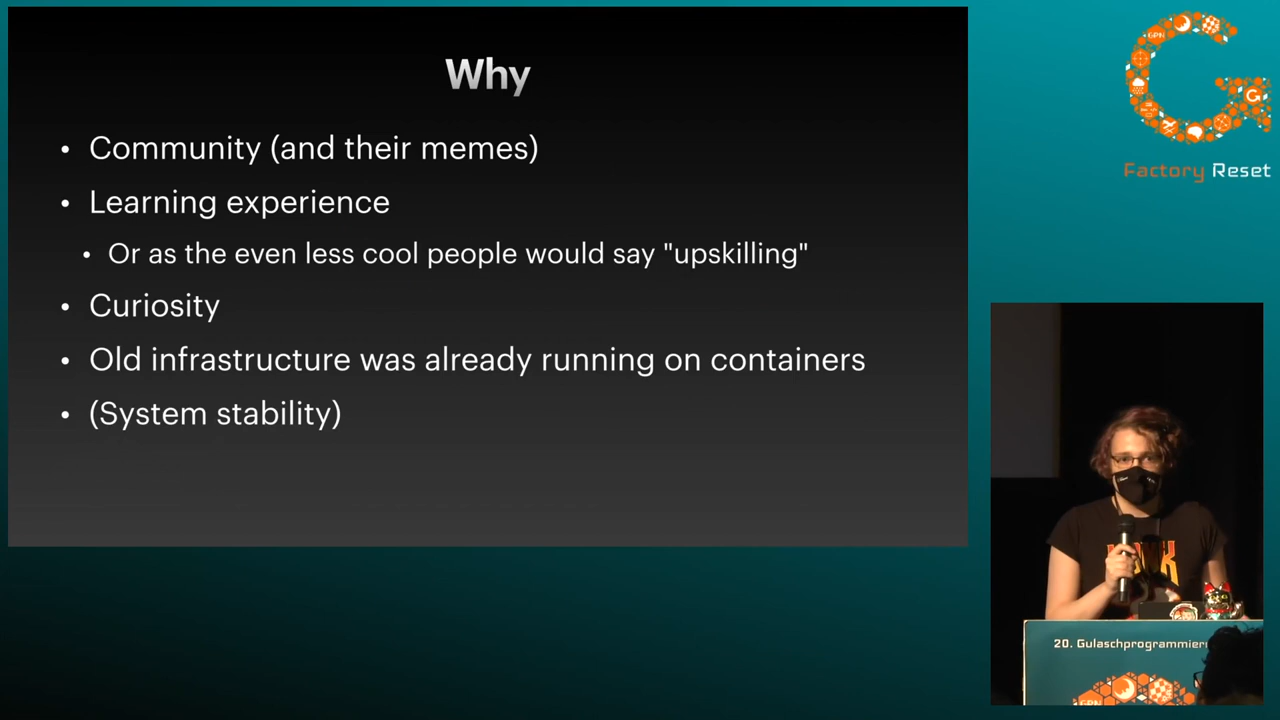 Why
• Community (and their memes)
• Learning experience
• Or as the even less cool people would say "upskilling"
• Curiosity
• Old infrastructure was already running on containers
• (System stability)
GPN
Factory Reset
20. Gulaschprogrammier
GPN